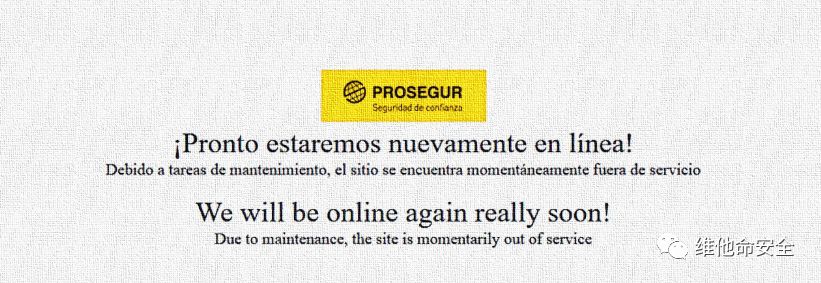 PROSEGUR
Seguridad de confianza
¡Pronto estaremos nuevamente en línea!
Debido a tareas de mantenimiento, el sitio se encuentra momentáneamente fuera de servicio
We will be online again really soon!
Due to maintenance, the site is momentarily out of service
维他命安全